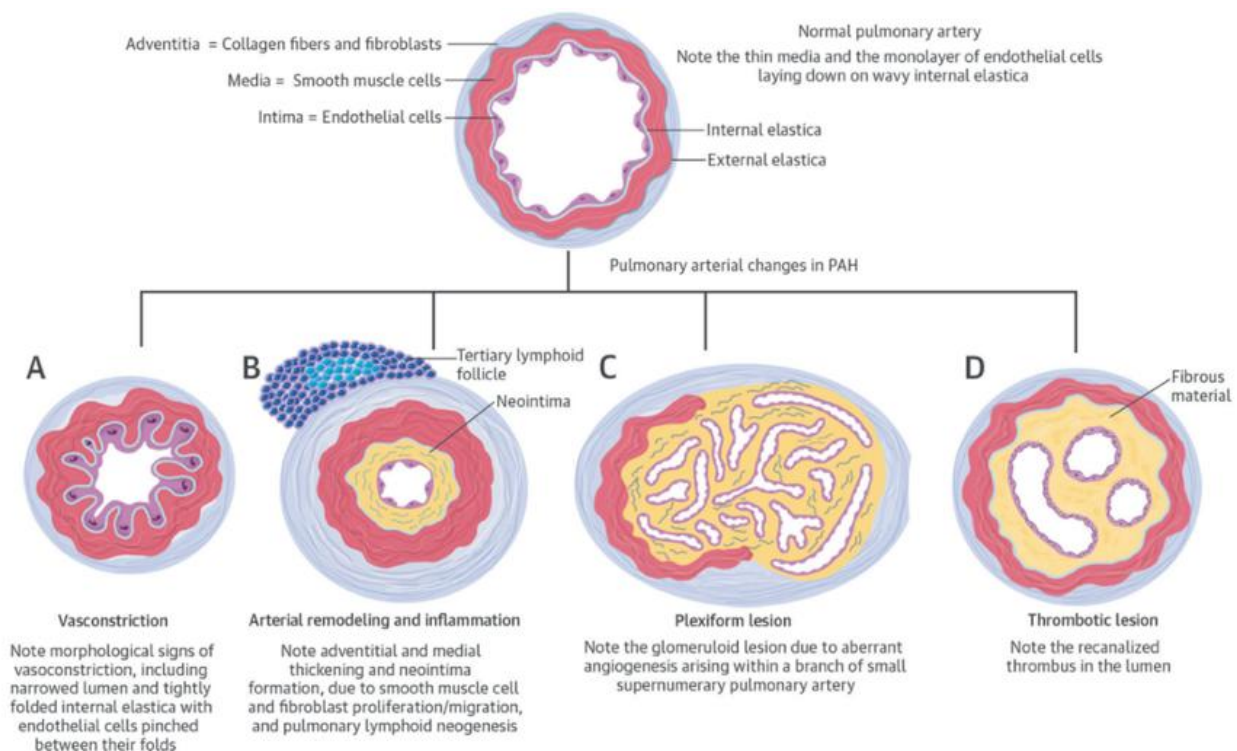 Adventitia = Collagen fibers and fibroblasts
Media = Smooth muscle cells
Intima = Endothelial cells
Normal pulmonary artery
Note the thin media and the monolayer of endothelial cells
laying down on wavy internal elastica
Internal elastica
External elastica
Pulmonary arterial changes in PAH
A
B
Tertiary lymphoid
follicle
Neointima
C
D
Fibrous
material
Vasconstriction
Note morphological signs of
vasoconstriction, including
narrowed lumen and tightly
folded internal elastica with
endothelial cells pinched
between their folds
Arterial remodeling and inflammation
Note adventitial and medial
thickening and neointima
formation, due to smooth muscle cell
and fibroblast proliferation/migration,
and pulmonary lymphoid neogenesis
Plexiform lesion
Note the glomeruloid lesion due to aberrant
angiogenesis arising within a branch of small
supernumerary pulmonary artery
Thrombotic lesion
Note the recanalized
thrombus in the lumen